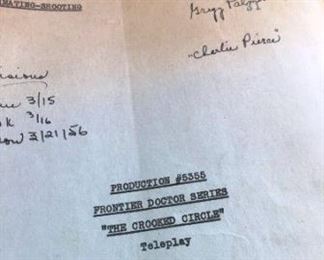 MATING-SHOOTING
"Charlie Pierce"
3/15
3/16
3/21/56
PRODUCTION #5355
FRONTIER DOCTOR SERIES
"THE CROOKED CIRCLE"
Teleplay